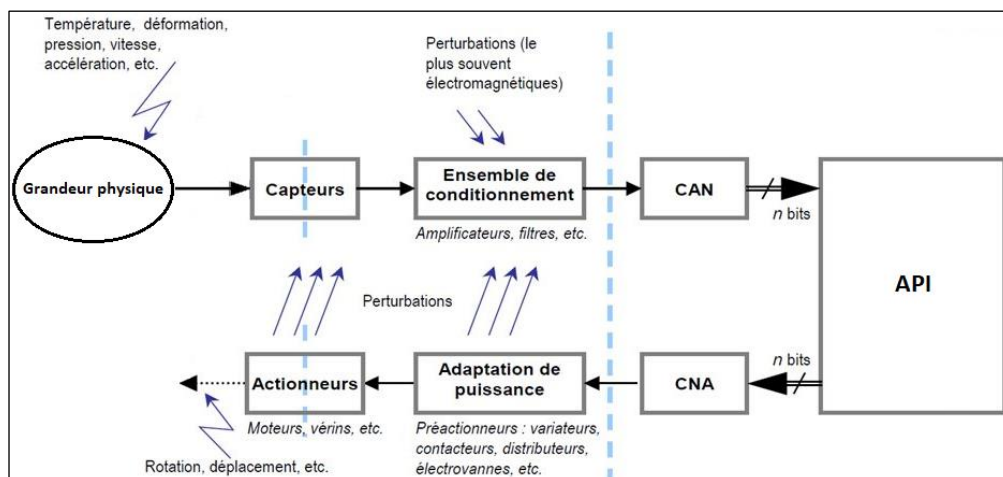 Température, déformation,
pression, vitesse,
accélération, etc.
Perturbations (le
plus souvent
électromagnétiques)
Grandeur physique
Capteurs
Ensemble de
conditionnement
CAN
n bits
Amplificateurs, filtres, etc.
API
Perturbations
Actionneurs
Adaptation de
puissance
CNA
n bits
Moteurs, vérins, etc.
Préactionneurs : variateurs,
contacteurs, distributeurs,
électrovannes, etc.
Rotation, déplacement, etc.